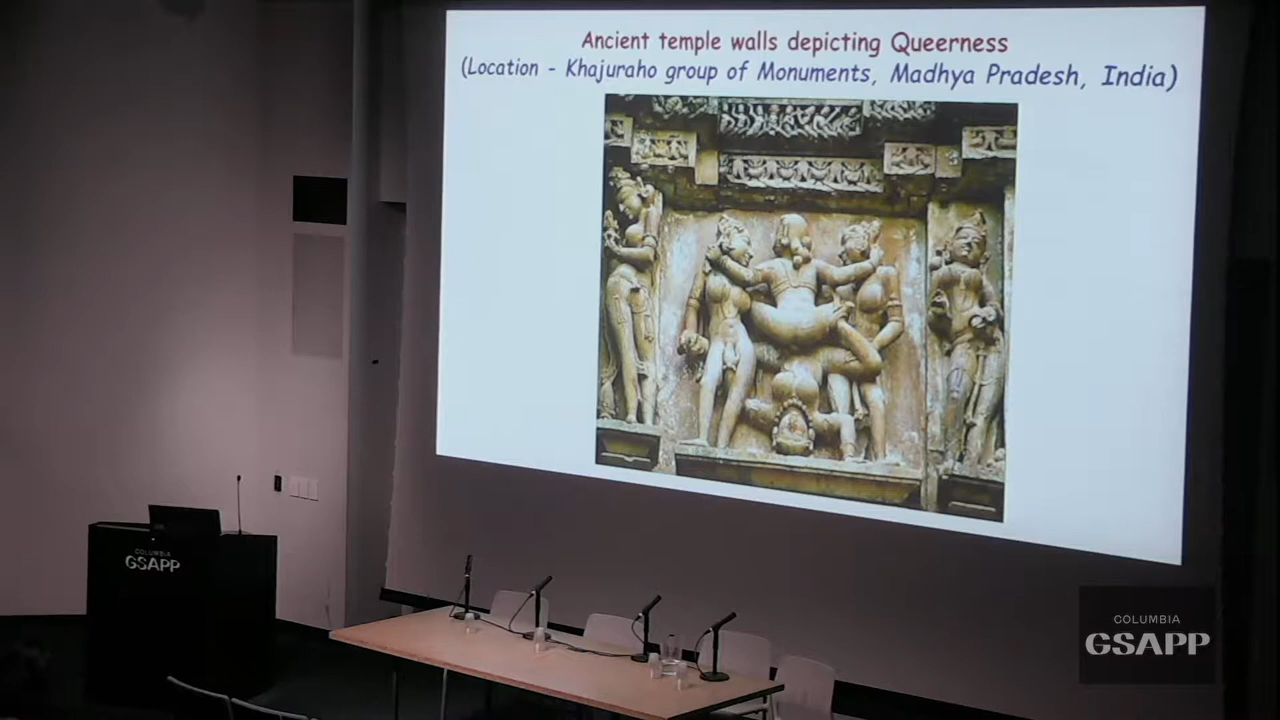 Ancient temple walls depicting Queerness
(Location - Khajuraho group of Monuments, Madhya Pradesh, India)
COLUMBIA
GSAPP
COLUMBIA
GSAPP